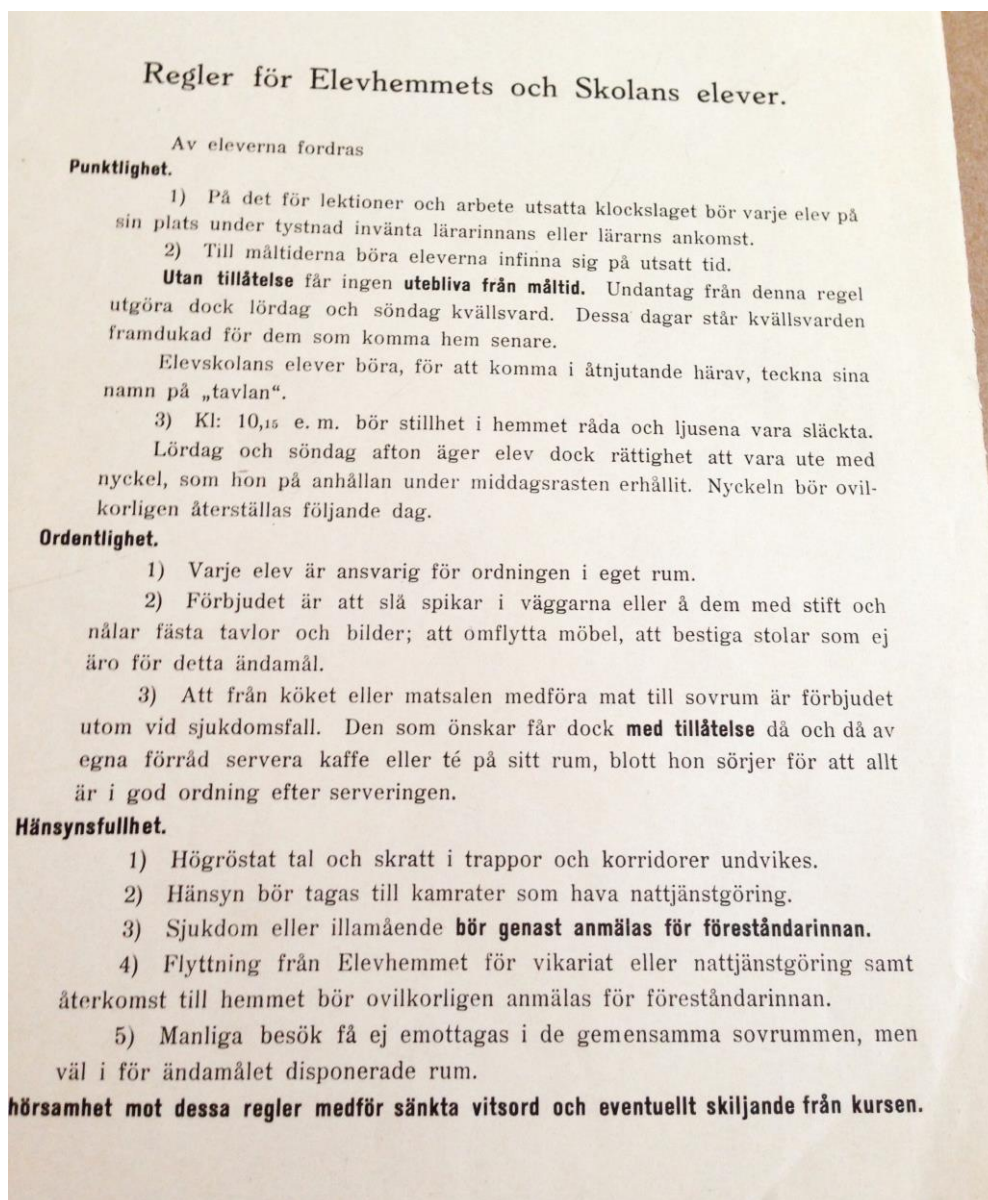 Regler för Elevhemmets och Skolans elever.
Av eleverna fordras
Punktlighet.
1) På det för lektioner och arbete utsatta klockslaget bör varje elev på
sin plats under tystnad invänta lärarinnans eller lärarns ankomst.
2) Till måltiderna böra eleverna infinna sig på utsatt tid.
Utan tillåtelse får ingen utebliva från måltid. Undantag från denna regel
utgöra dock lördag och söndag kvällsvard. Dessa dagar står kvällsvarden
framdukad för dem som komma hem senare.
Elevskolans elever böra, för att komma i åtnjutande härav, teckna sina
namn på „tavlan“.
3) Kl: 10,15 e. m. bör stillhet i hemmet råda och ljusena vara släckta.
Lördag och söndag afton äger elev dock rättighet att vara ute med
nyckel, som hon på anhållan under middagsrasten erhållit. Nyckeln bör ovil-
korligen återställas följande dag.
Ordentlighet.
1) Varje elev är ansvarig för ordningen i eget rum.
2) Förbjudet är att slå spikar i väggarna eller å dem med stift och
nålar fästa tavlor och bilder; att omflytta möbel, att bestiga stolar som ej
äro för detta ändamål.
3) Att från köket eller matsalen medföra mat till sovrum är förbjudet
utom vid sjukdomsfall. Den som önskar får dock med tillåtelse då och då av
egna förråd servera kaffe eller té på sitt rum, blott hon sörjer för att allt
är i god ordning efter serveringen.
Hänsynsfullhet.
1) Högröstat tal och skratt i trappor och korridorer undvikes.
2) Hänsyn bör tagas till kamrater som hava nattjänstgöring.
3) Sjukdom eller illamående bör genast anmälas för föreståndarinnan.
4) Flyttning från Elevhemmet för vikariat eller nattjänstgöring samt
återkomst till hemmet bör ovilkorligen anmälas för föreståndarinnan.
5) Manliga besök få ej emottagas i de gemensamma sovrummen, men
väl i för ändamålet disponerade rum.
hörsamhet mot dessa regler medför sänkta vitsord och eventuellt skiljande från kursen.